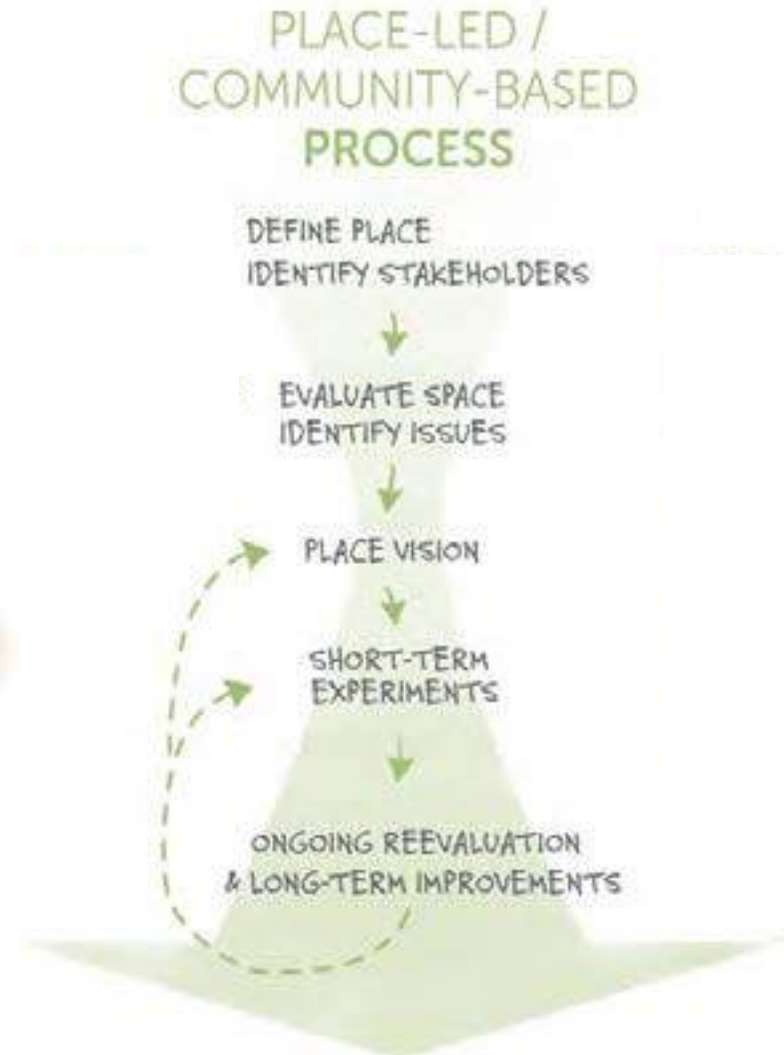 PLACE-LED /
COMMUNITY-BASED
PROCESS
DEFINE PLACE
IDENTIFY STAKEHOLDERS
EVALUATE SPACE
IDENTIFY ISSUES
PLACE VISION
SHORT-TERM
EXPERIMENTS
ONGOING REEVALUATION
& LONG-TERM IMPROVEMENTS